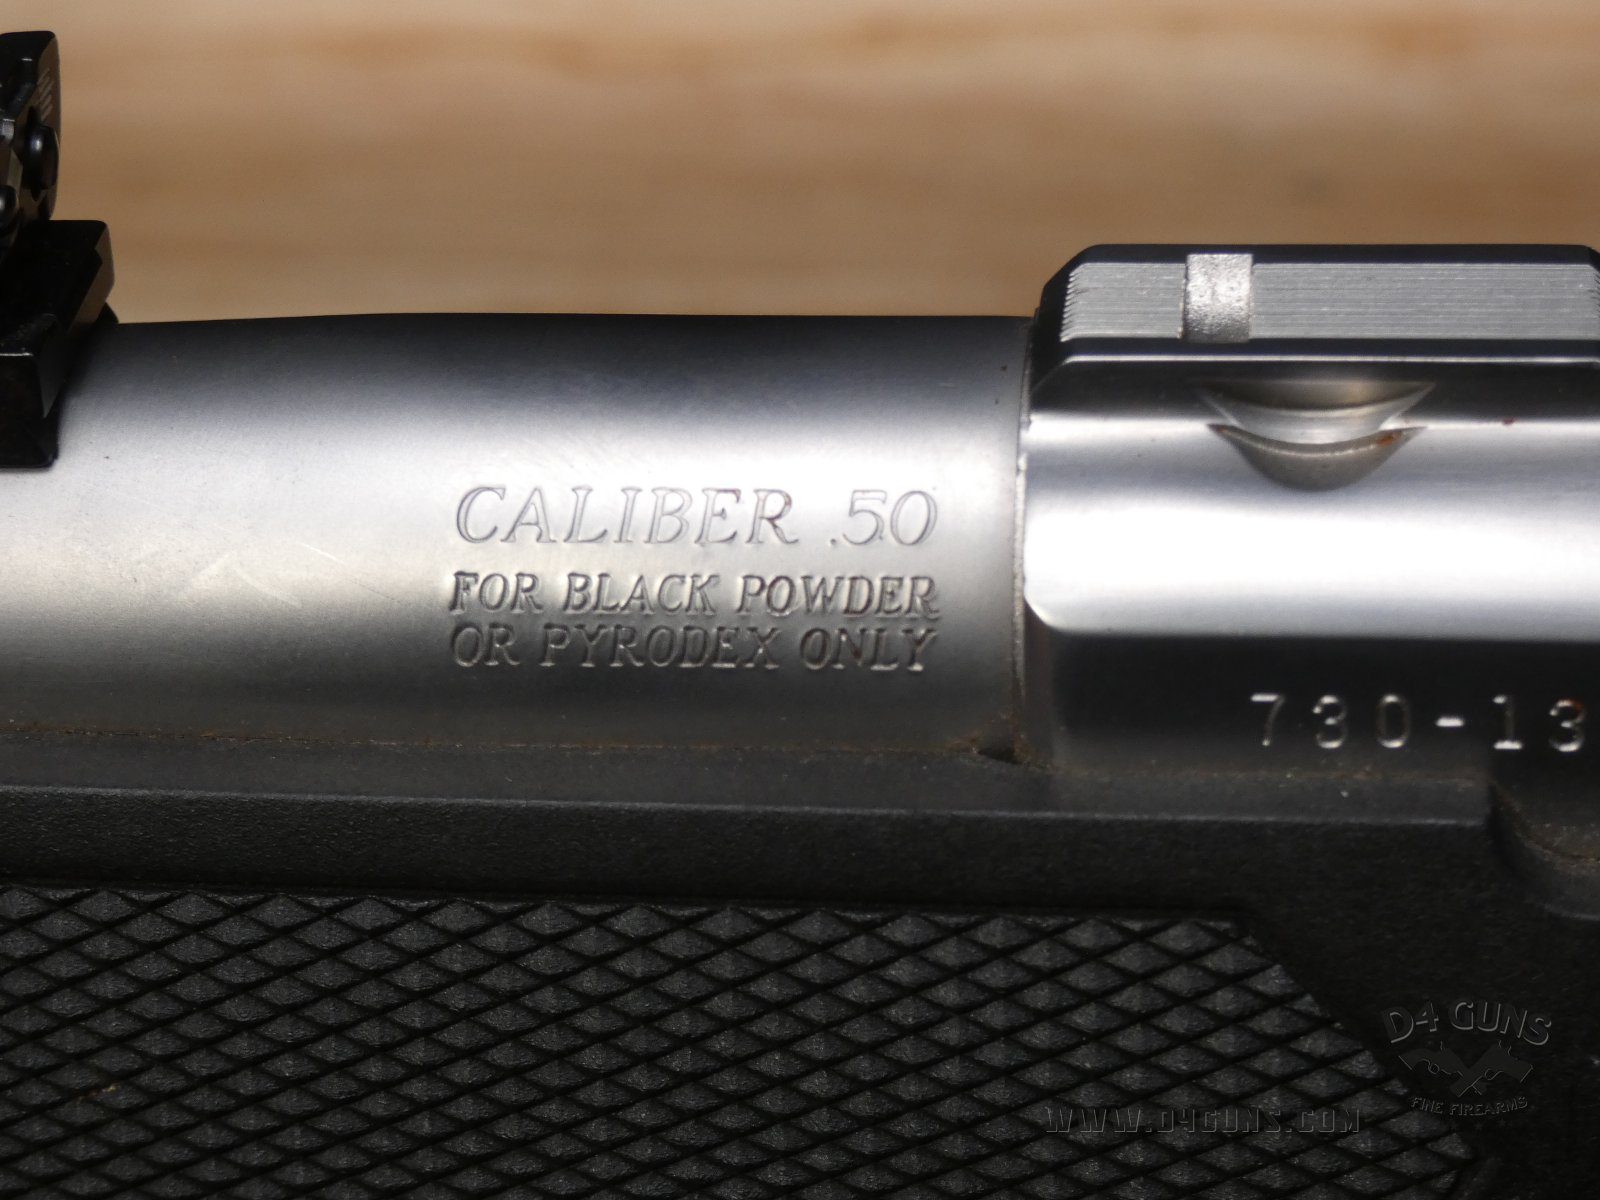 CALIBER .50
FOR BLACK POWDER
OR PYRODEX ONLY
730-13
D4 GUNS
FINE FIREARMS
WWW.D4GUNS.COM